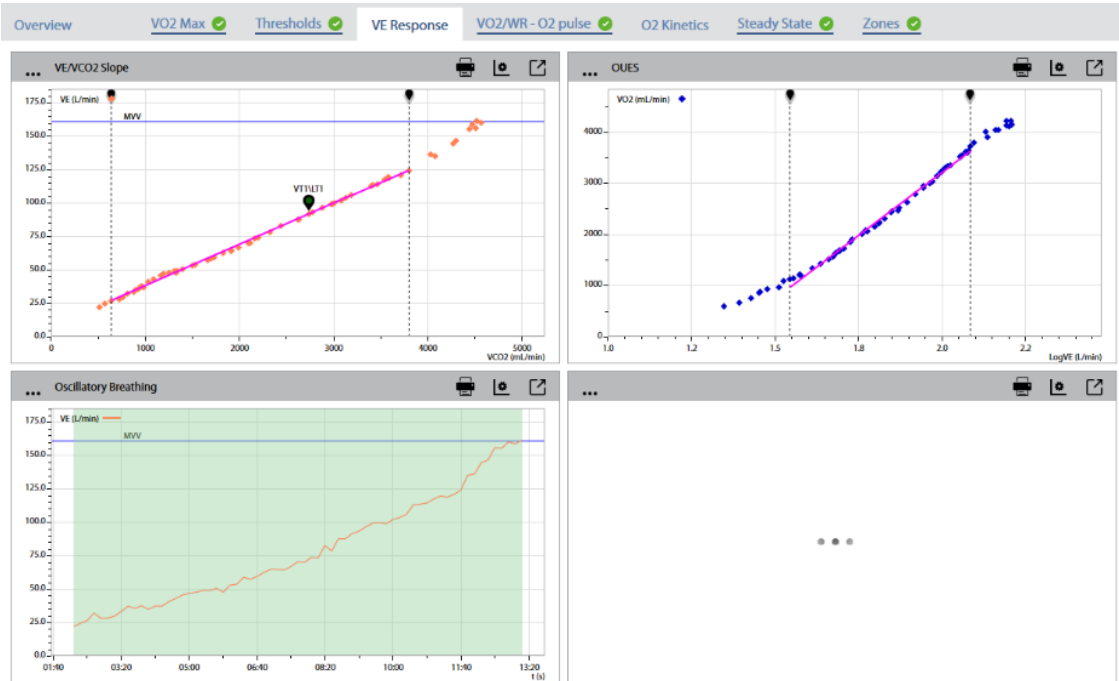 Overview VO2 Max Thresholds VE Response VO2/WR - O2 pulse O2 Kinetics Steady State Zones
... VE/VCO2 Slope
VE (L/min)
MVV
VT1\LT1
175.0
150.0
125.0
100.0
75.0
50.0
25.0
0.0
0 1000 2000 3000 4000 5000
VCO2 (mL/min)
... OUES
VO2 (mL/min)
4000
3000
2000
1000
0
1.0 1.2 1.5 1.8 2.0 2.2
LogVE (L/min)
... Oscillatory Breathing
VE (L/min)
MVV
175.0
150.0
125.0
100.0
75.0
50.0
25.0
0.0
01:40 03:20 05:00 06:40 08:20 10:00 11:40 13:20
t (s)
...